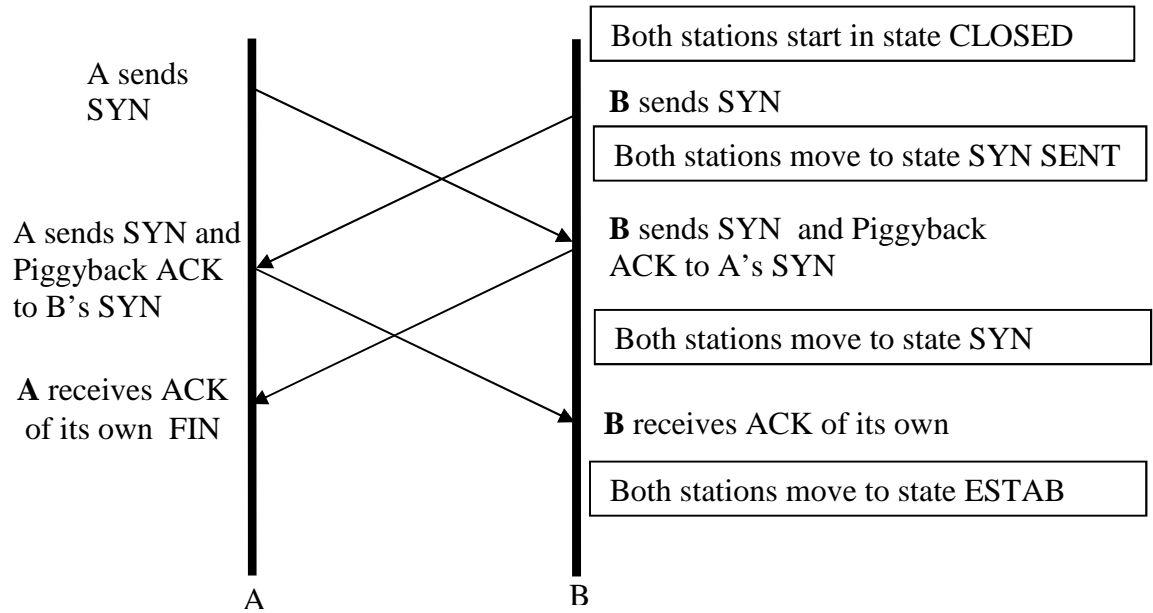 Both stations start in state CLOSED
A sends
SYN
B sends SYN
Both stations move to state SYN SENT
A sends SYN and
Piggyback ACK
to B’s SYN
B sends SYN and Piggyback
ACK to A’s SYN
Both stations move to state SYN
A receives ACK
of its own FIN
B receives ACK of its own
Both stations move to state ESTAB
A
B